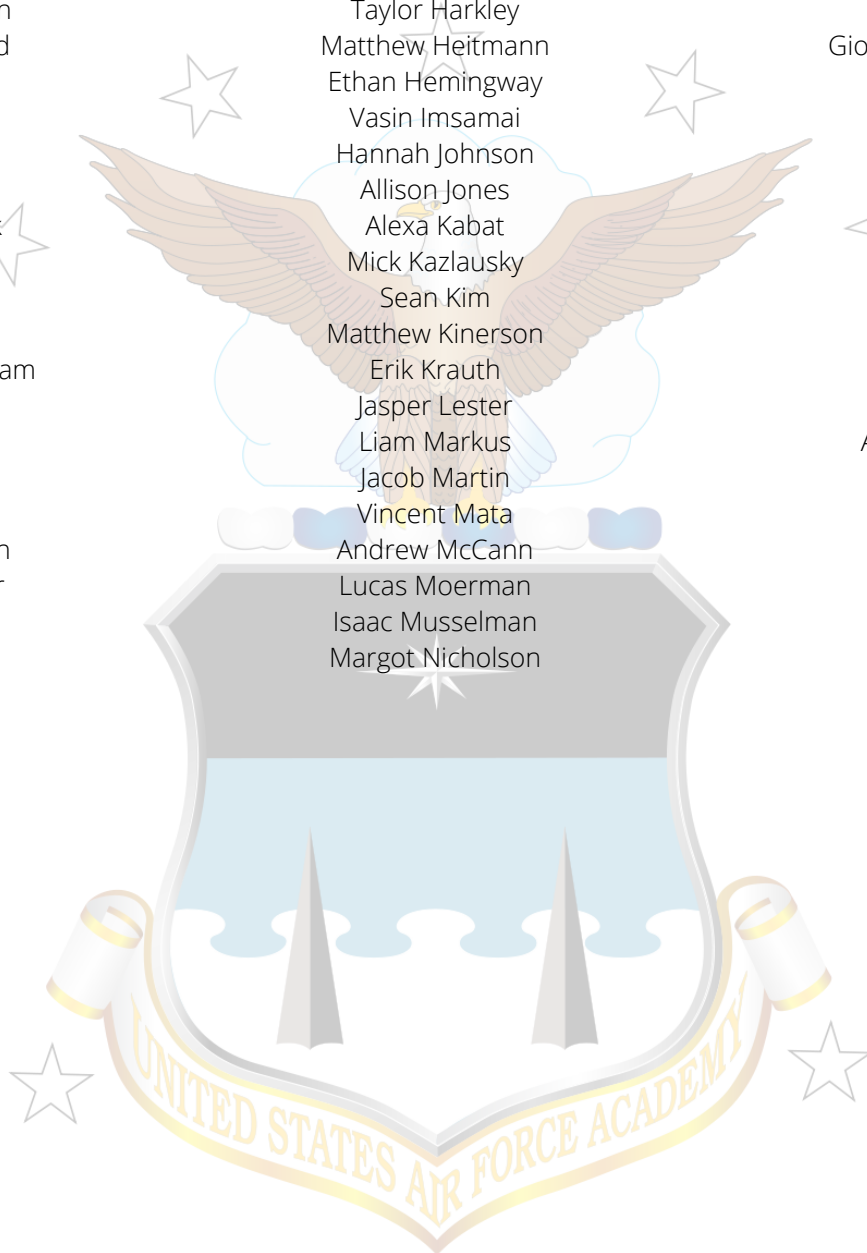 Taylor Harkley
Matthew Heitmann
Ethan Hemingway
Vasin Imsamai
Hannah Johnson
Allison Jones
Alexa Kabat
Mick Kazlausky
Sean Kim
Matthew Kinerson
Erik Krauth
Jasper Lester
Liam Markus
Jacob Martin
Vincent Mata
Andrew McCann
Lucas Moerman
Isaac Musselman
Margot Nicholson
UNITED STATES AIR FORCE ACADEMY